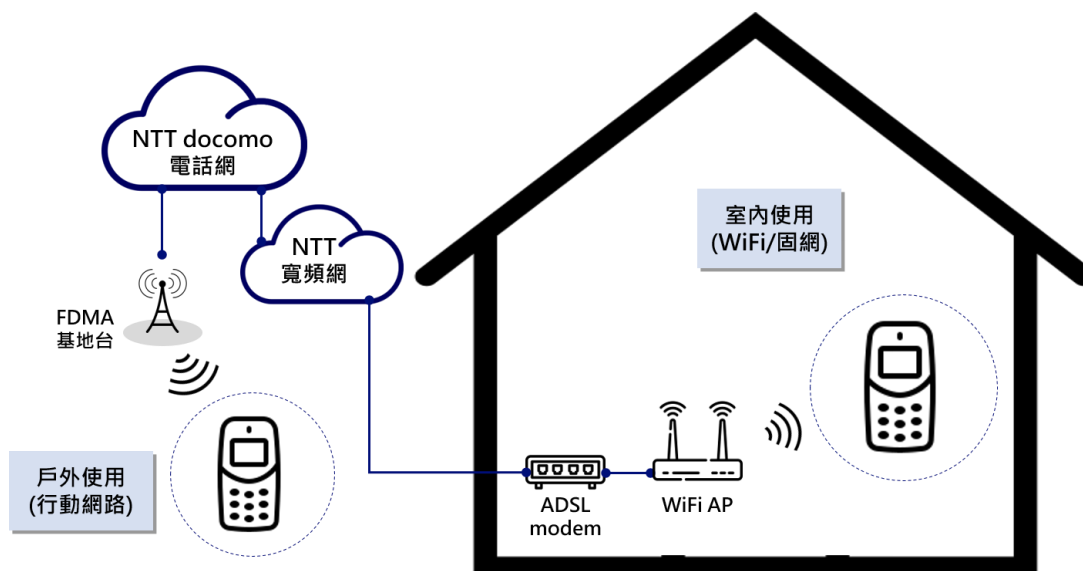 NTT docomo
電話網
NTT
寬頻網
FDMA
基地台
戶外使用
(行動網路)
室內使用
(WiFi/固網)
ADSL
modem
WiFi AP